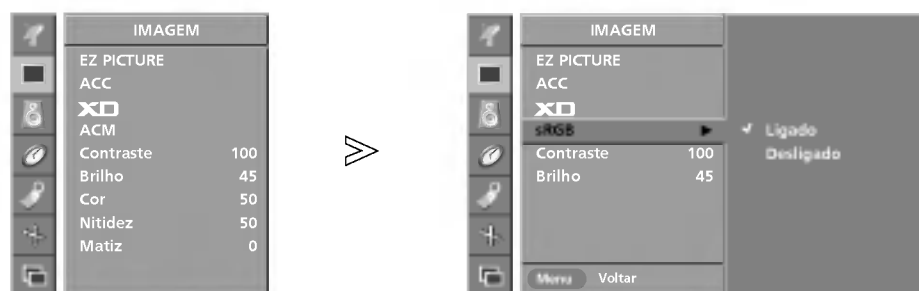 IMAGEM
EZ PICTURE
ACC
XD
ACM
Contraste 100
Brilho 45
Cor 50
Nitidez 50
Matiz 0
IMAGEM
EZ PICTURE
ACC
XD
sRGB
Contraste 100
Brilho 45
Menu Voltar
Ligado
Desligado